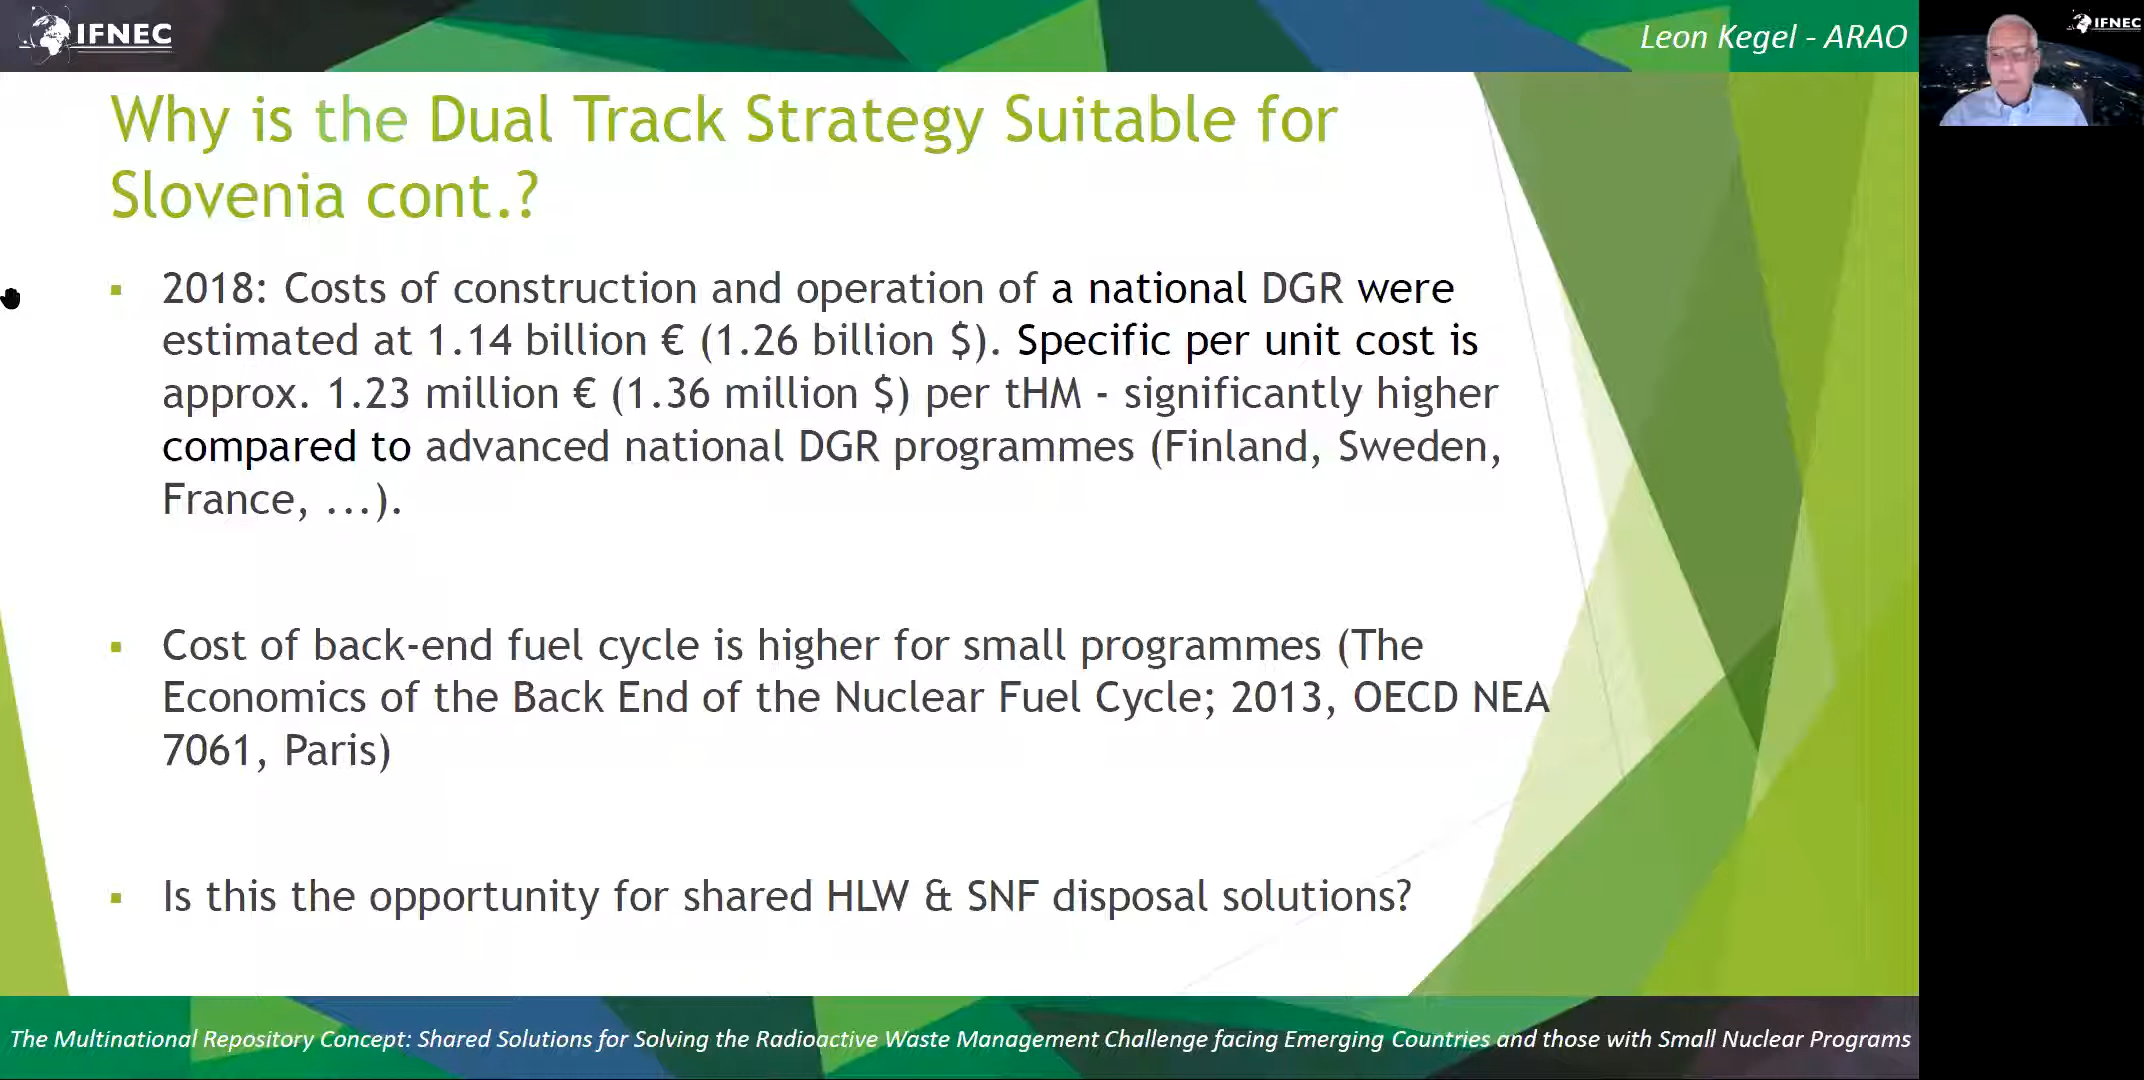 IFNEC
Leon Kegel - ARAO
IFNEC
Why is the Dual Track Strategy Suitable for
Slovenia cont.?
▪ 2018: Costs of construction and operation of a national DGR were
estimated at 1.14 billion € (1.26 billion $). Specific per unit cost is
approx. 1.23 million € (1.36 million $) per tHM - significantly higher
compared to advanced national DGR programmes (Finland, Sweden,
France, ...).
▪ Cost of back-end fuel cycle is higher for small programmes (The
Economics of the Back End of the Nuclear Fuel Cycle; 2013, OECD NEA
7061, Paris)
▪ Is this the opportunity for shared HLW & SNF disposal solutions?
The Multinational Repository Concept: Shared Solutions for Solving the Radioactive Waste Management Challenge facing Emerging Countries and those with Small Nuclear Programs